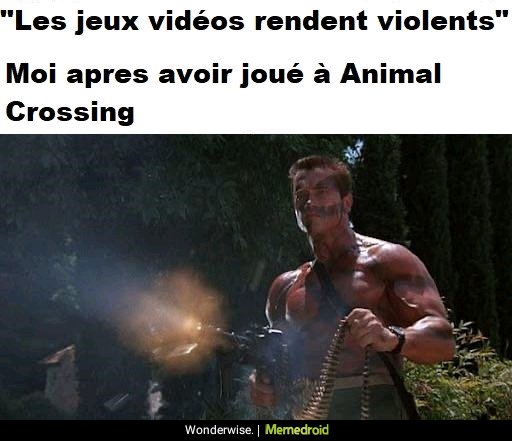 "Les jeux vidéos rendent violents"
Moi apres avoir joué à Animal
Crossing
Wonderwise. | Memedroid